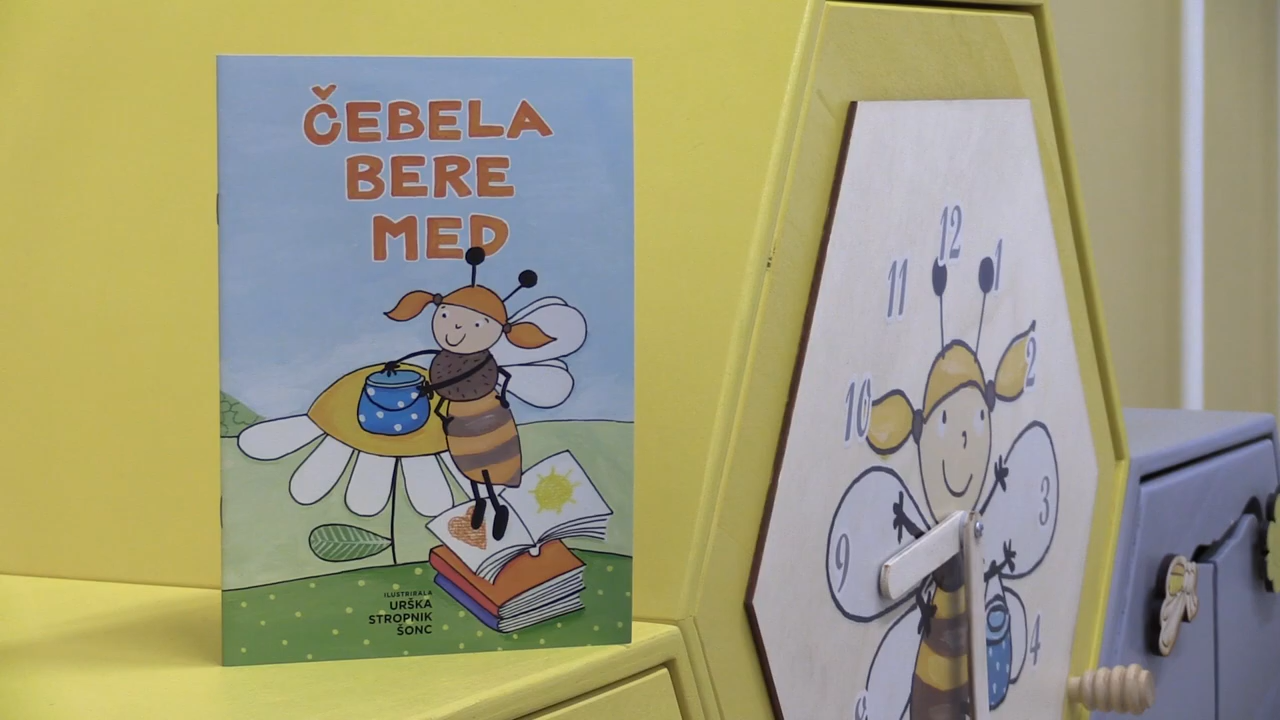 ČEBELA
BERE
MED
ILUSTRIRALA
URŠKA
STROPNIK
ŠONC
12
11
1
2
10
3
9
4